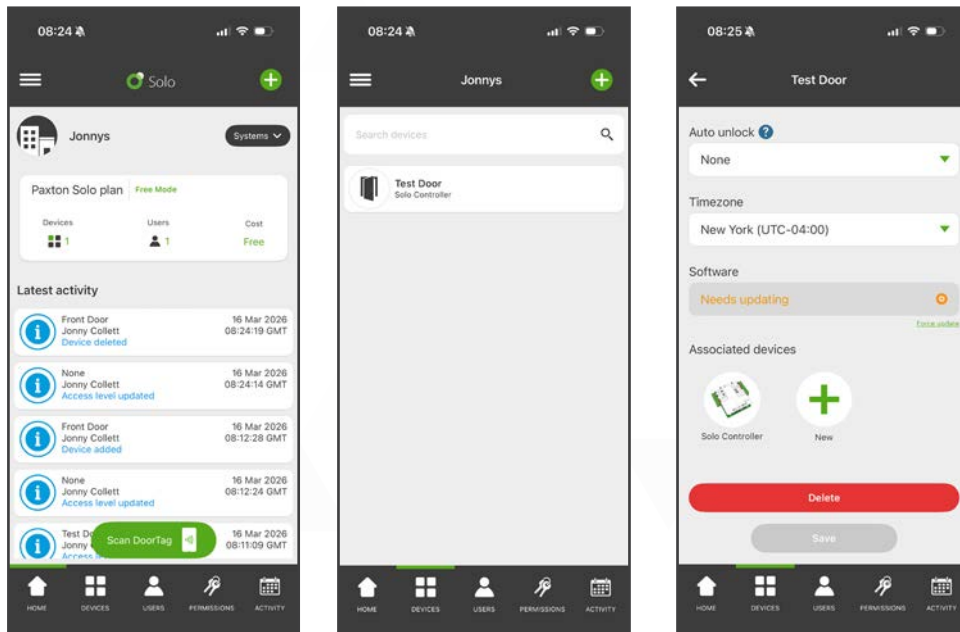 08:24
Solo
Jonnys
Systems
Paxton Solo plan
Free Mode
Devices
Users
Cost
1
1
Free
Latest activity
Front Door
16 Mar 2026
Jonny Collett
08:24:19 GMT
Device deleted
None
16 Mar 2026
Jonny Collett
08:24:14 GMT
Access level updated
Front Door
16 Mar 2026
Jonny Collett
08:12:28 GMT
Device added
None
16 Mar 2026
Jonny Collett
08:12:24 GMT
Access level updated
Test
16 Mar 2026
Jonny
08:11:09 GMT
Access
Scan DoorTag
HOME
DEVICES
USERS
PERMISSIONS
ACTIVITY
08:24
Jonnys
Search devices
Test Door
Solo Controller
HOME
DEVICES
USERS
PERMISSIONS
ACTIVITY
08:25
Test Door
Auto unlock ?
None
Timezone
New York (UTC-04:00)
Software
Needs updating
Force update
Associated devices
Solo Controller
New
Delete
Save
HOME
DEVICES
USERS
PERMISSIONS
ACTIVITY